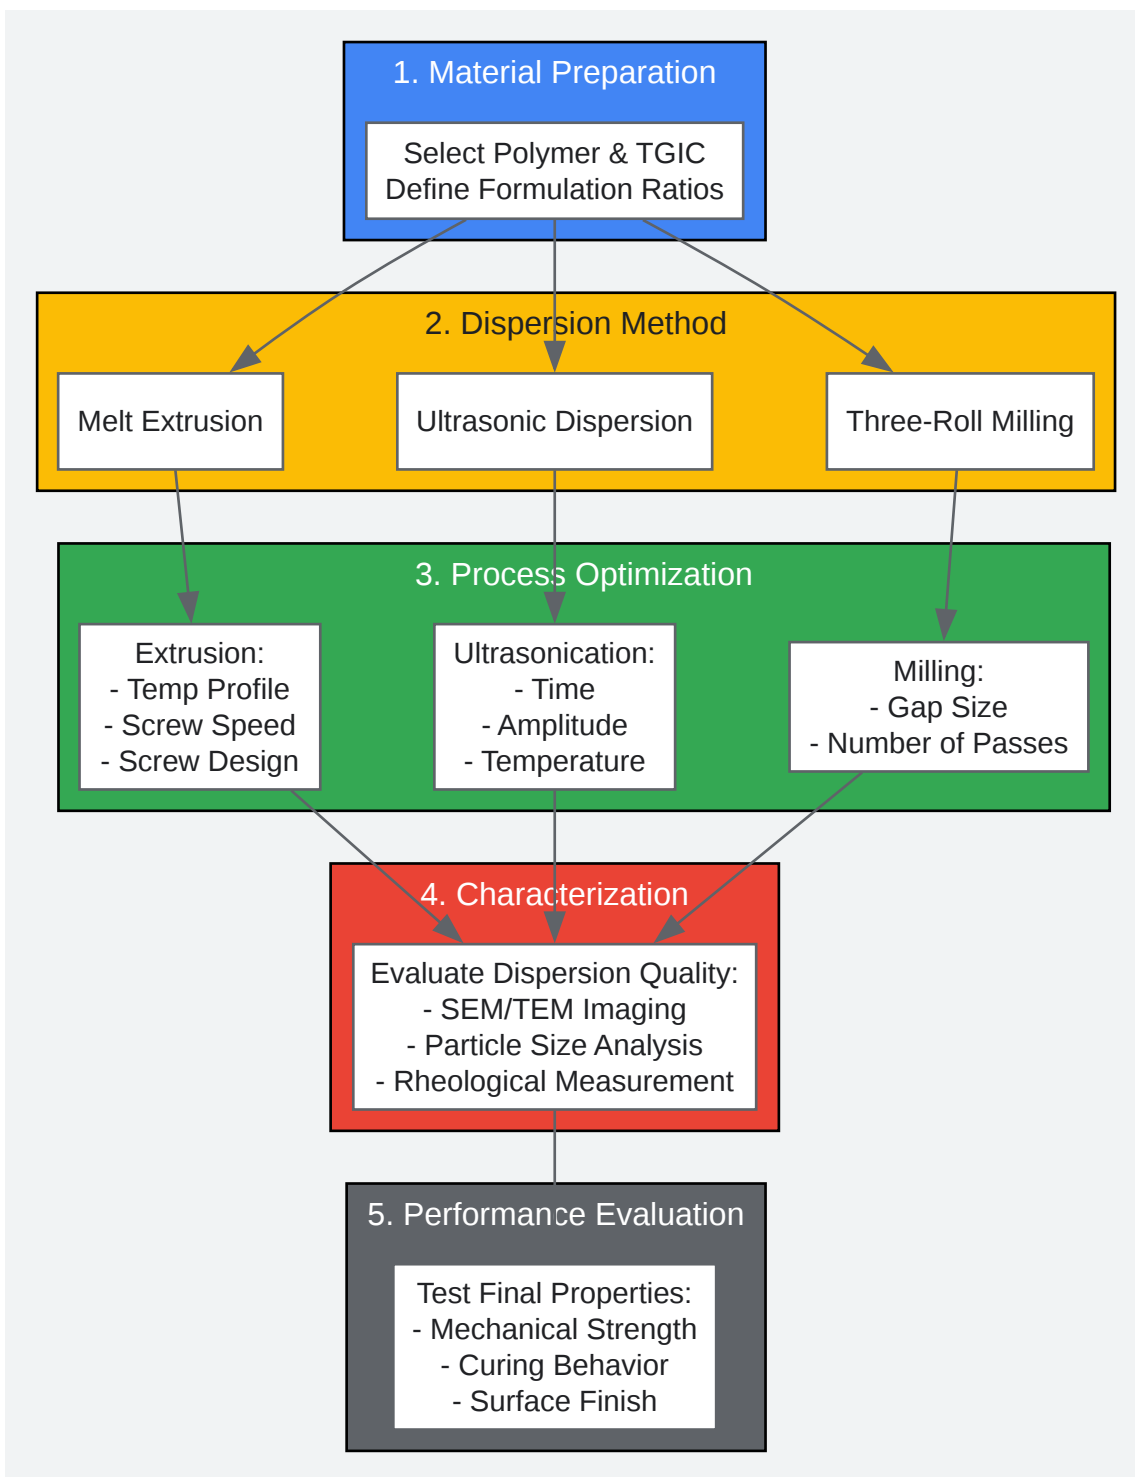 1. Material Preparation
Select Polymer & TGIC
Define Formulation Ratios
2. Dispersion Method
Melt Extrusion
Ultrasonic Dispersion
Three-Roll Milling
3. Process Optimization
Extrusion:
- Temp Profile
- Screw Speed
- Screw Design
Ultrasonication:
- Time
- Amplitude
- Temperature
Milling:
- Gap Size
- Number of Passes
4. Characterization
Evaluate Dispersion Quality:
- SEM/TEM Imaging
- Particle Size Analysis
- Rheological Measurement
5. Performance Evaluation
Test Final Properties:
- Mechanical Strength
- Curing Behavior
- Surface Finish